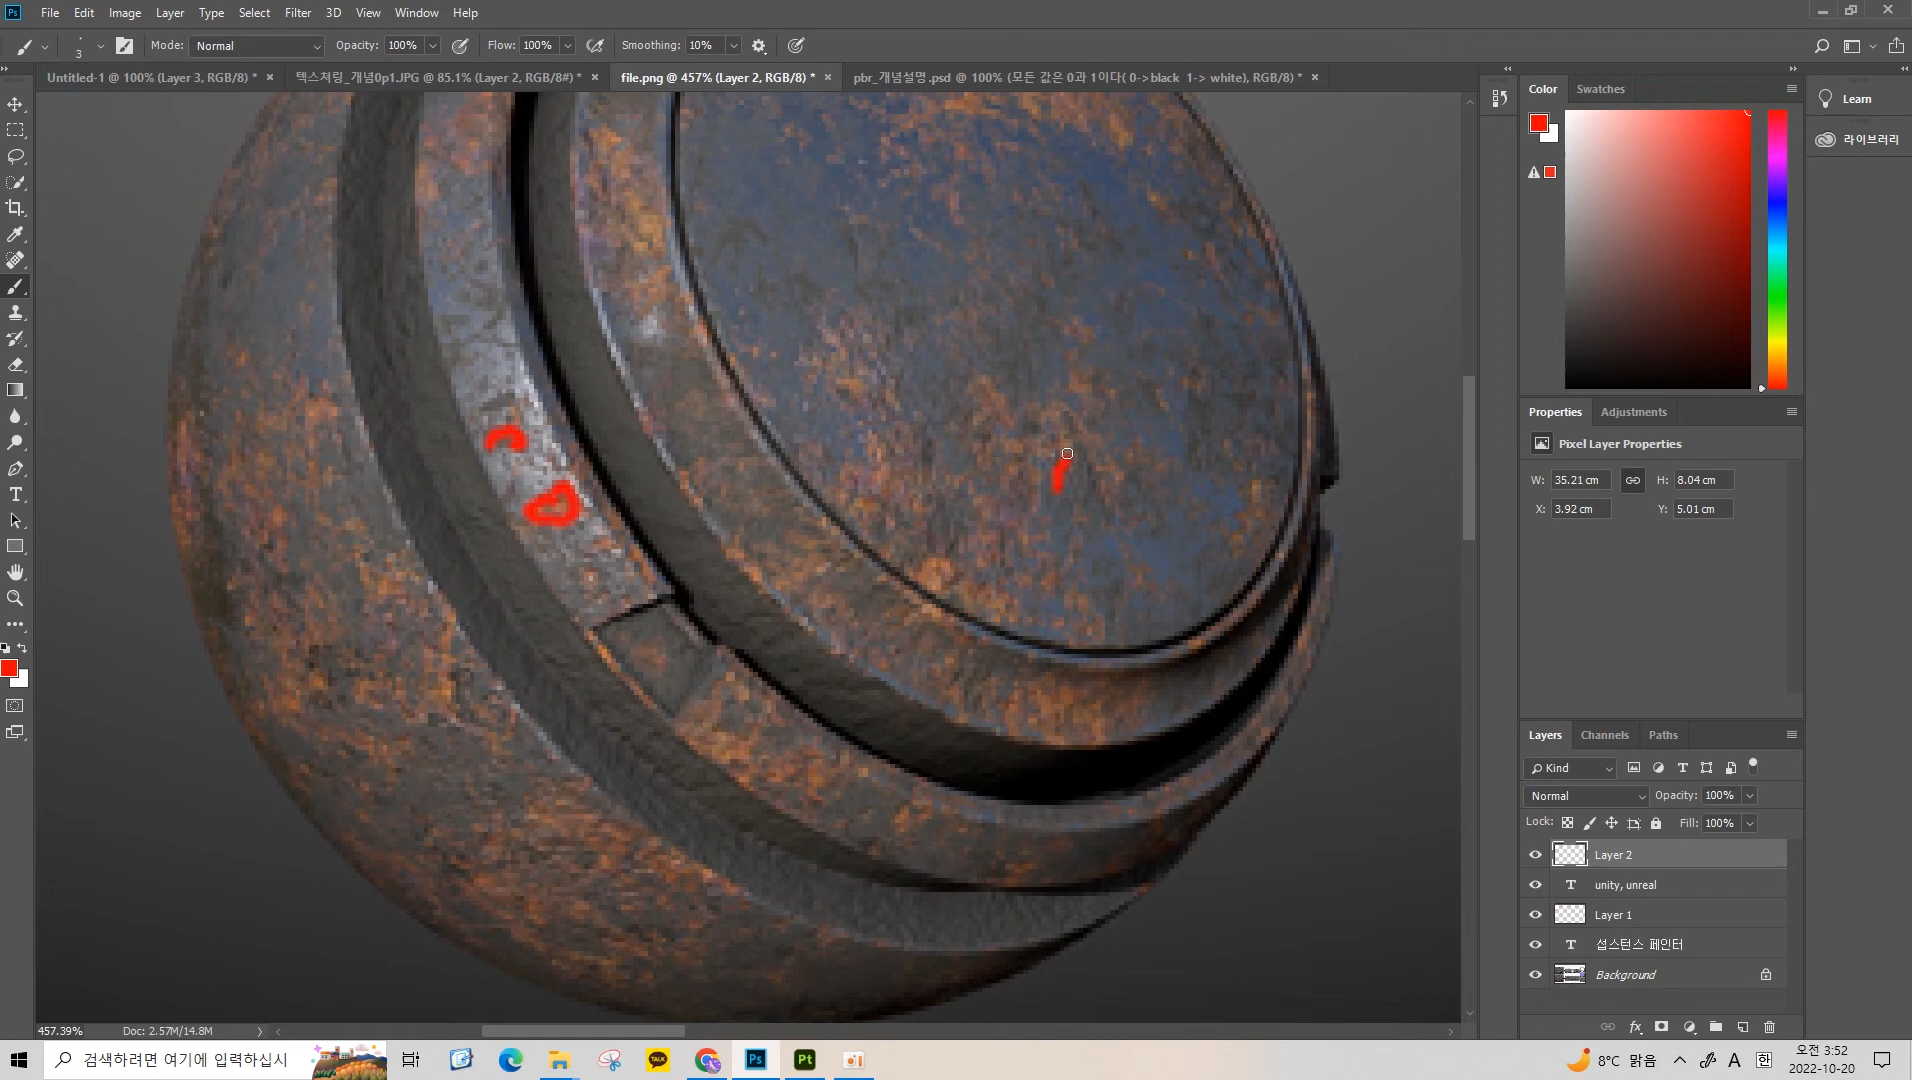 Ps File Edit Image Layer Type Select Filter 3D View Window Help
3 Mode: Normal Opacity: 100% Flow: 100% Smoothing: 10%
Untitled-1 @ 100% (Layer 3, RGB/8) * × 텍스처링_개념0p1.JPG @ 85.1% (Layer 2, RGB/8#) * × file.png @ 457% (Layer 2, RGB/8) * × pbr_개념설명.psd @ 100% (모든 값은 0과 1이다( 0->black 1-> white), RGB/8) * ×
Color Swatches
Learn
라이브러리
Properties Adjustments
Pixel Layer Properties
W: 35.21 cm H: 8.04 cm
X: 3.92 cm Y: 5.01 cm
Layers Channels Paths
Kind
Normal Opacity: 100%
Lock: Fill: 100%
Layer 2
unity, unreal
Layer 1
섭스턴스 페인터
Background
fx
457.39% Doc: 2.57M/14.8M
검색하려면 여기에 입력하십시
TALK Ps Pt
8°C 맑음 A 한
오전 3:52
2022-10-20